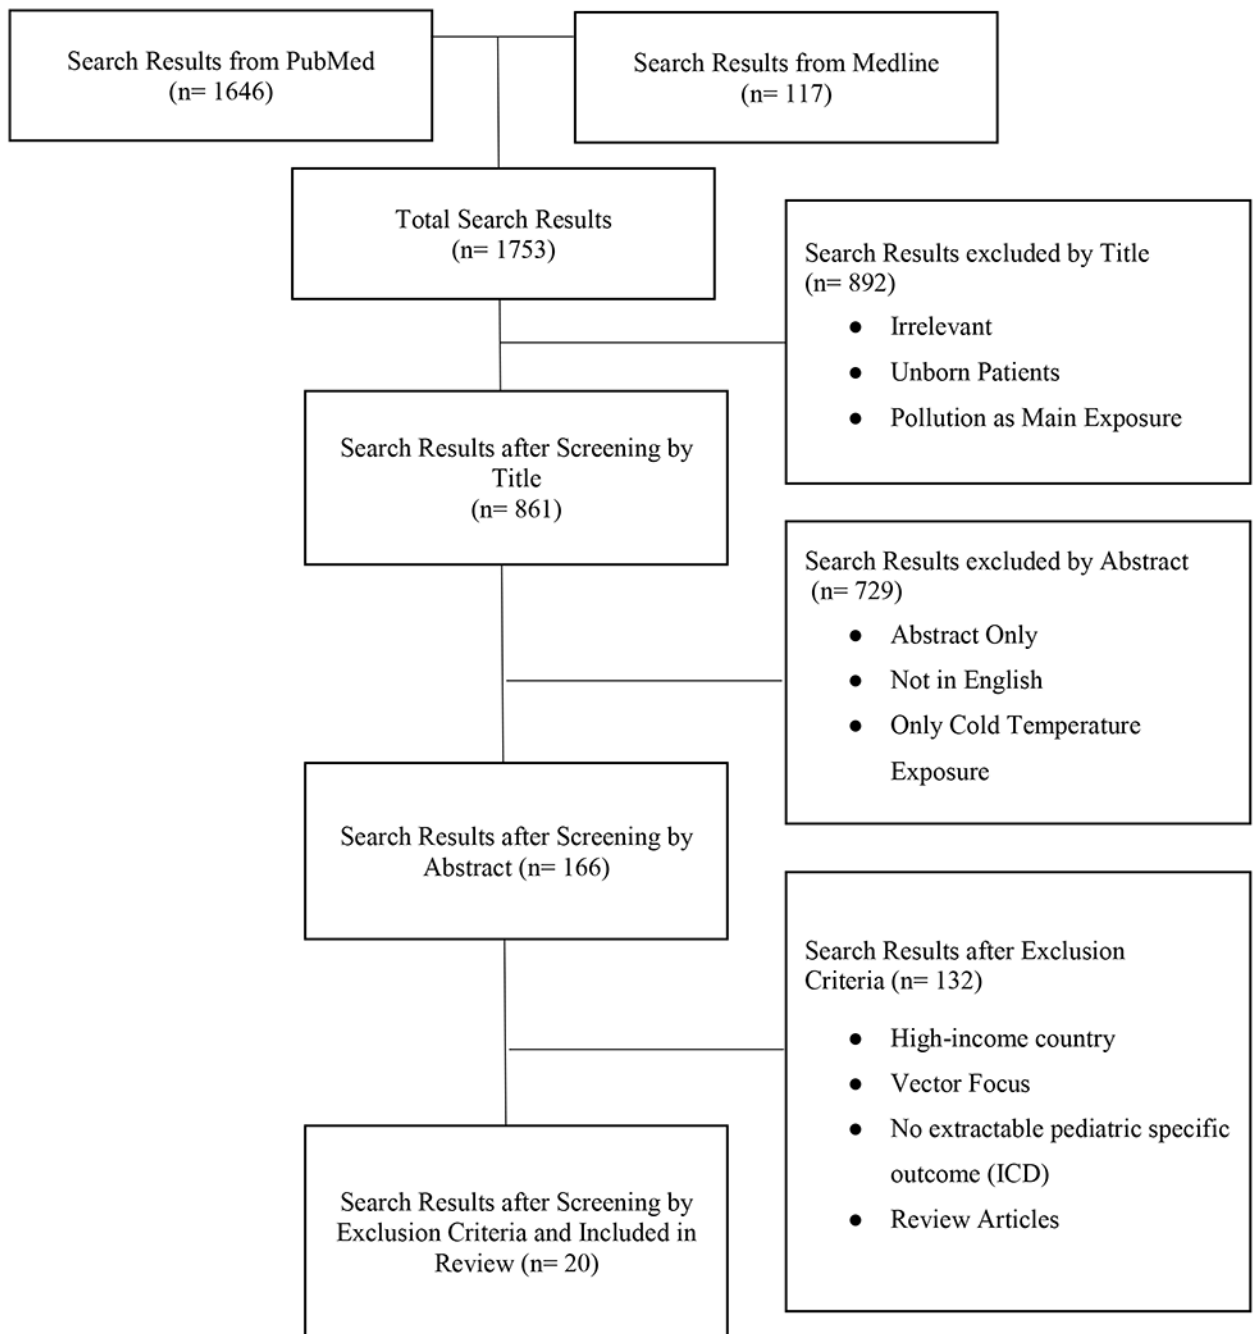 Search Results from PubMed
(n= 1646)
Search Results from Medline
(n= 117)
Total Search Results
(n= 1753)
Search Results excluded by Title
(n= 892)
● Irrelevant
● Unborn Patients
● Pollution as Main Exposure
Search Results after Screening by
Title
(n= 861)
Search Results excluded by Abstract
(n= 729)
● Abstract Only
● Not in English
● Only Cold Temperature
Exposure
Search Results after Screening by
Abstract (n= 166)
Search Results after Exclusion
Criteria (n= 132)
● High-income country
● Vector Focus
● No extractable pediatric specific
outcome (ICD)
● Review Articles
Search Results after Screening by
Exclusion Criteria and Included in
Review (n= 20)